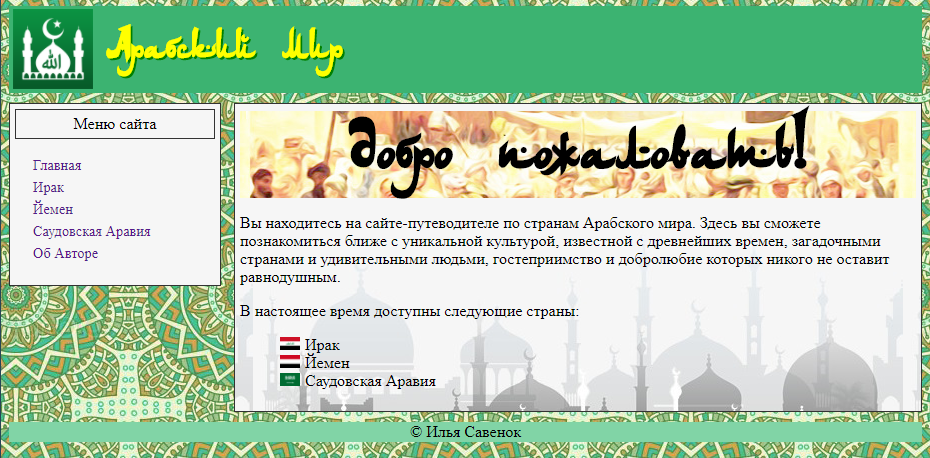 الله
Арабский Мир
Меню сайта
Главная
Ирак
Йемен
Саудовская Аравия
Об Авторе
Добро пожаловать!
Вы находитесь на сайте-путеводителе по странам Арабского мира. Здесь вы сможете
познакомиться ближе с уникальной культурой, известной с древнейших времен, загадочными
странами и удивительными людьми, гостеприимство и добролюбие которых никого не оставит
равнодушным.
В настоящее время доступны следующие страны:
Ирак
Йемен
Саудовская Аравия
© Илья Савенок